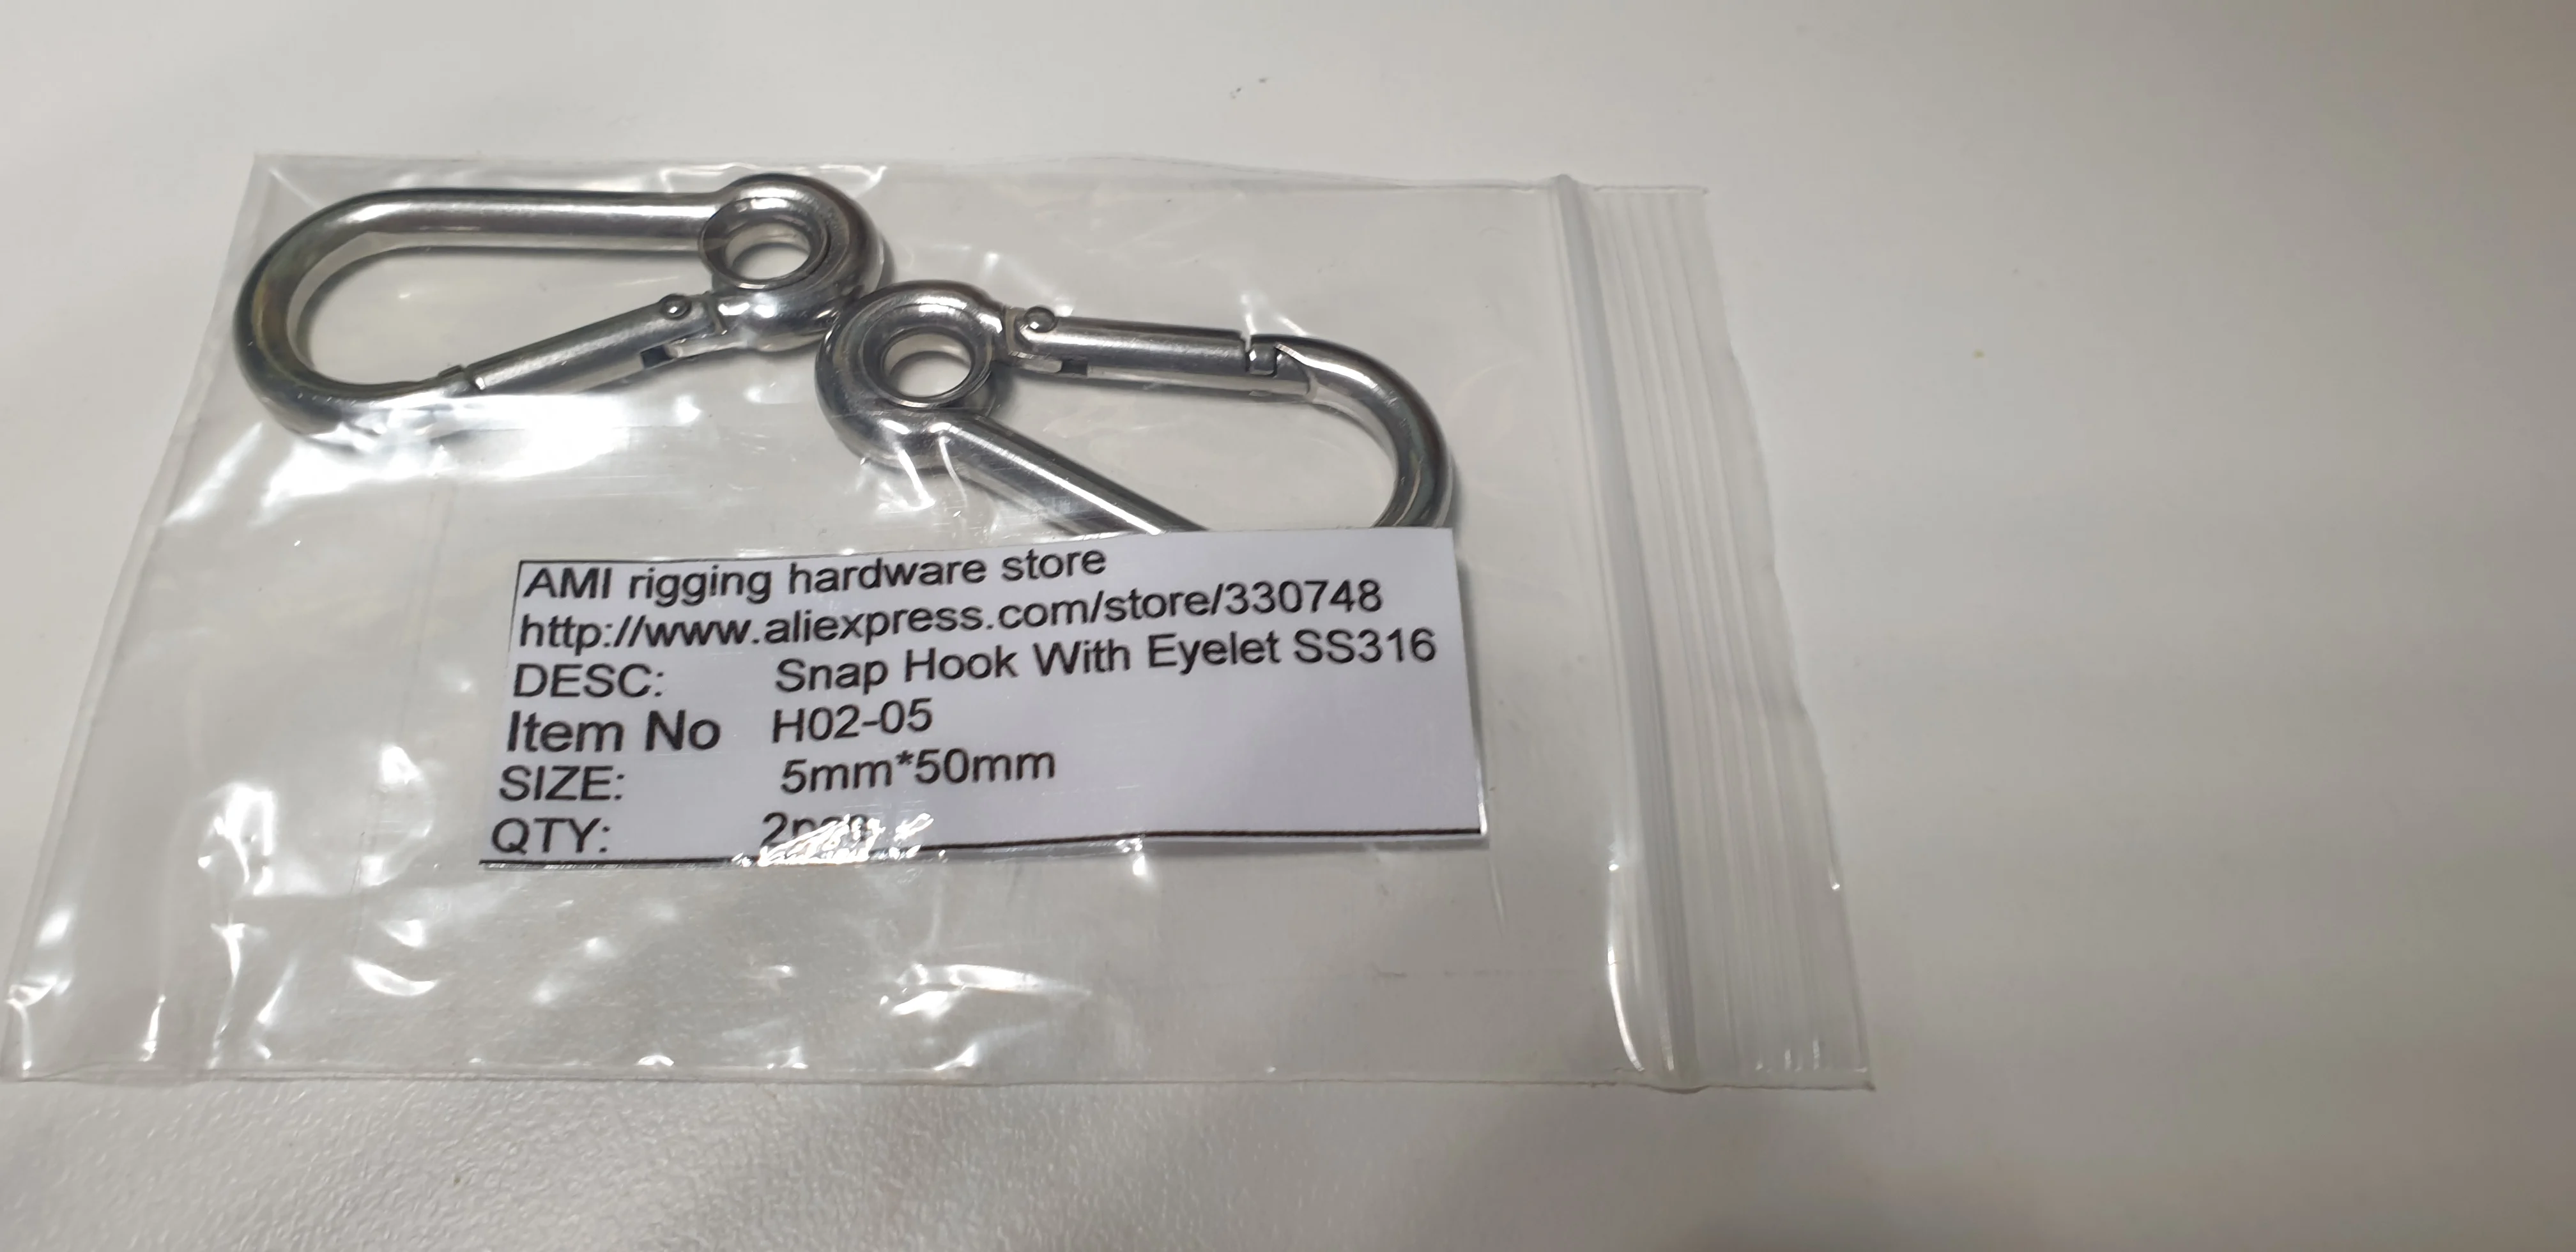 AMI rigging hardware store
http://www.aliexpress.com/store/330748
DESC: Snap Hook With Eyelet SS316
Item No H02-05
SIZE: 5mm*50mm
QTY: